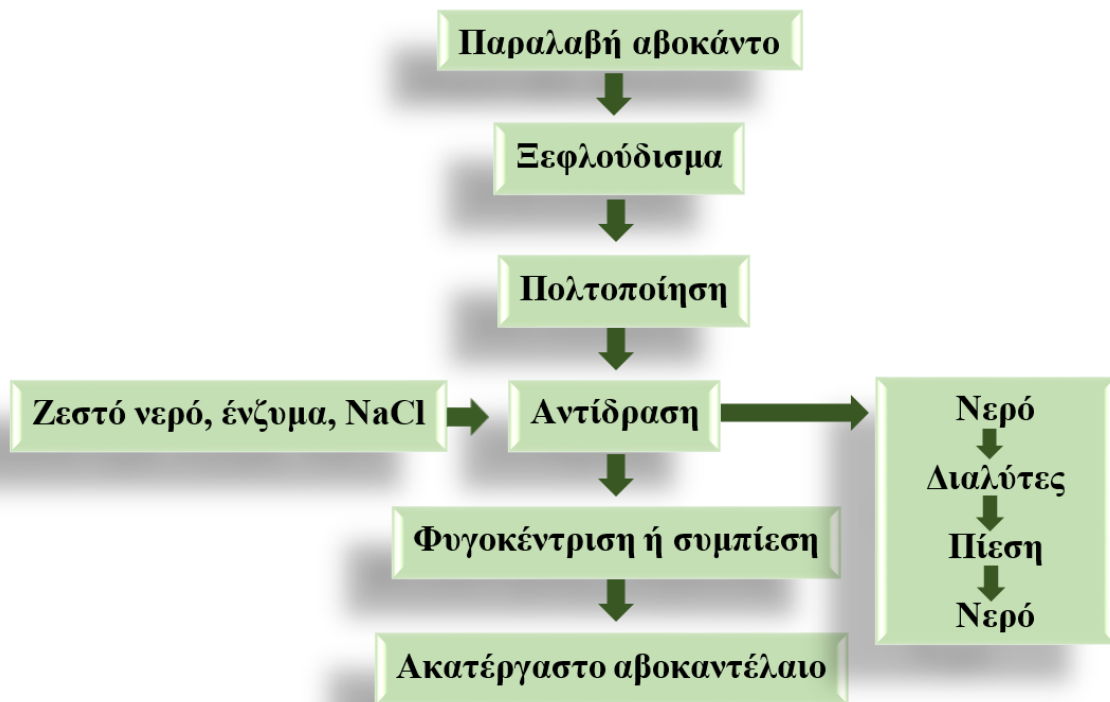 Παραλαβή αβοκάντο
Ξεφλούδισμα
Πολτοποίηση
Ζεστό νερό, ένζυμα, NaCl
Αντίδραση
Νερό
Διαλύτες
Πίεση
Νερό
Φυγοκέντριση ή συμπίεση
Ακατέργαστο αβοκαντέλαιο